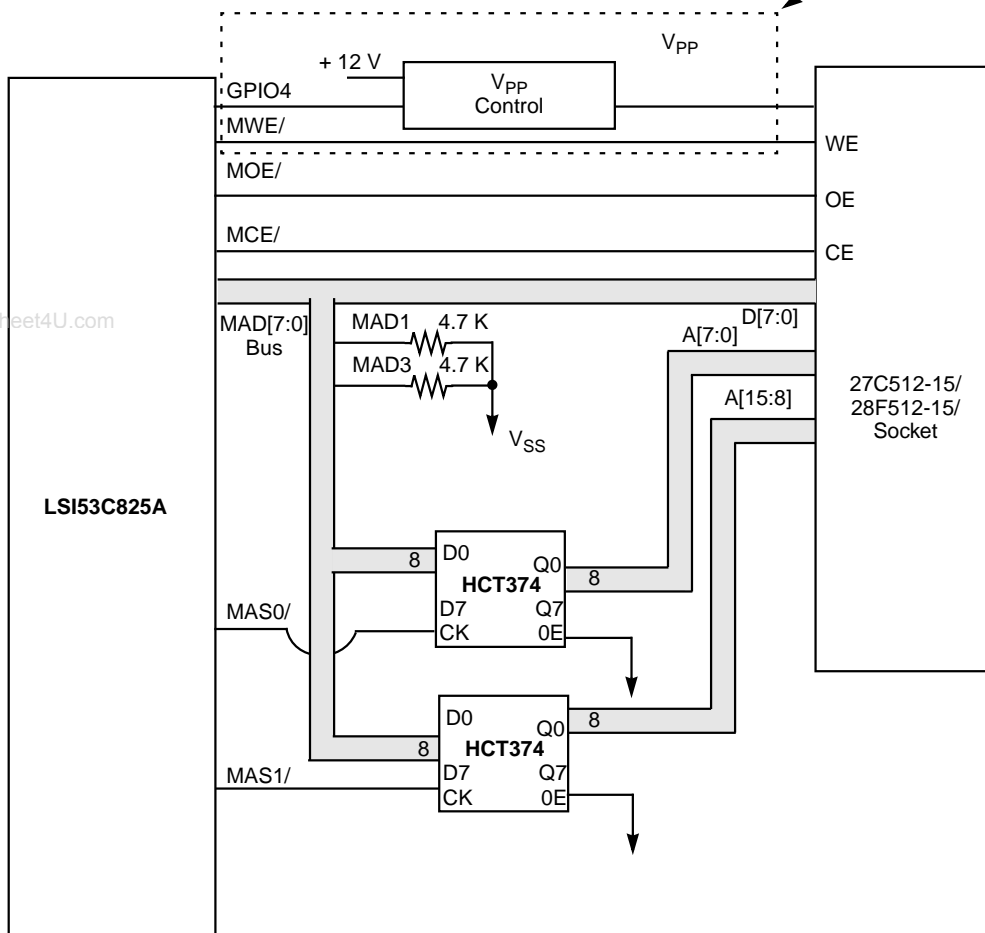 V_PP
+ 12 V
V_PP
Control
GPIO4
MWE/
WE
MOE/
OE
MCE/
CE
heet4U.com
MAD[7:0]
Bus
MAD1 4.7 K
MAD3 4.7 K
V_SS
D[7:0]
A[7:0]
A[15:8]
27C512-15/
28F512-15/
Socket
LSI53C825A
8
D0
HCT374
Q0
8
D7
Q7
MAS0/
CK
0E
D0
8
Q0
8
HCT374
D7
Q7
MAS1/
CK
0E